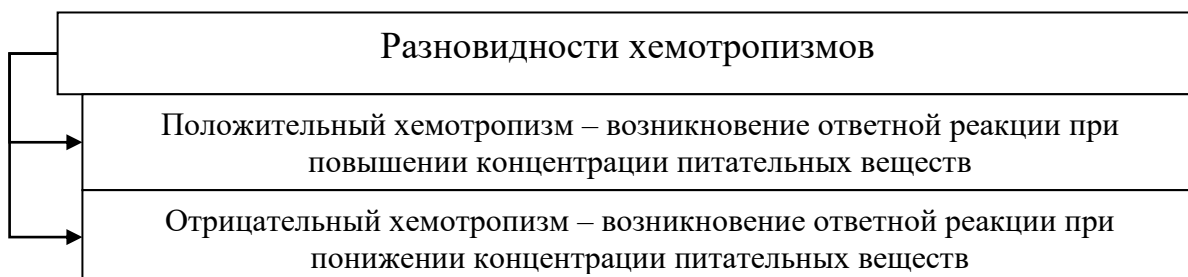 Разновидности хемотропизмов
Положительный хемотропизм – возникновение ответной реакции при
повышении концентрации питательных веществ
Отрицательный хемотропизм – возникновение ответной реакции при
понижении концентрации питательных веществ